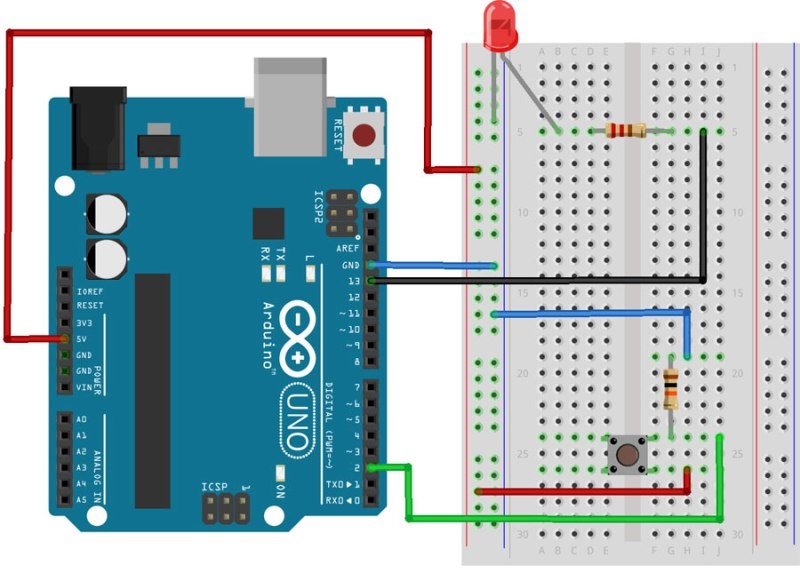 A B C D E F G H I J
1 1
5 5
10 10
15 15
20 20
25 25
30 30
A B C D E F G H I J
RESET
ICSP2
AREF
GND
13
12
~11
~10
~9
8
7
~6
~5
4
~3
2
TXO▶1
RXO◀0
DIGITAL (PWM=~)
RX
TX
L
Arduino™
UNO
ON
ICSP
1
IOREF
RESET
3V3
5V
GND
GND
VIN
POWER
A0
A1
A2
A3
A4
A5
ANALOG IN